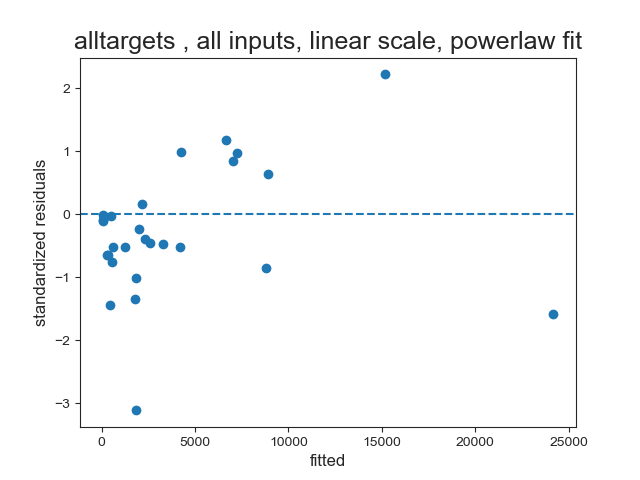 alltargets , all inputs, linear scale, powerlaw fit
standardized residuals
2
1
0
−1
−2
−3
0 5000 10000 15000 20000 25000
fitted